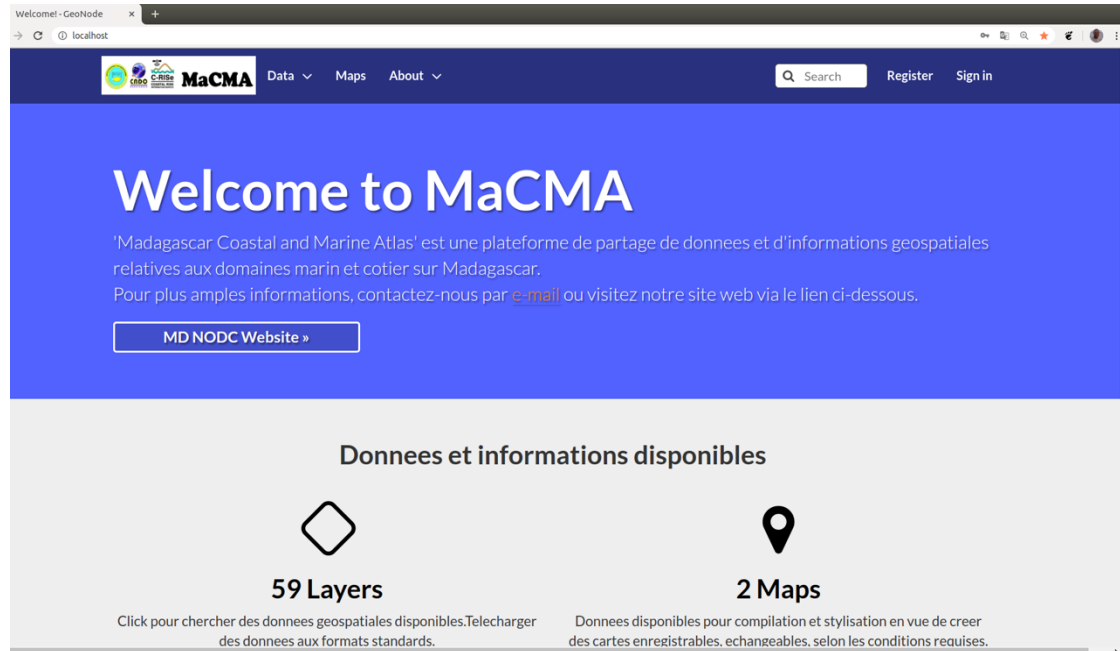 Welcome! - GeoNode
localhost
CNDO C-RISe MaCMA Data Maps About Search Register Sign in
Welcome to MaCMA
'Madagascar Coastal and Marine Atlas' est une plateforme de partage de donnees et d'informations geospatiales
relatives aux domaines marin et cotier sur Madagascar.
Pour plus amples informations, contactez-nous par e-mail ou visitez notre site web via le lien ci-dessous.
MD NODC Website »
Donnees et informations disponibles
59 Layers
Click pour chercher des donnees geospatiales disponibles.Telecharger
des donnees aux formats standards.
2 Maps
Donnees disponibles pour compilation et stylisation en vue de creer
des cartes enregistrables, echangeables, selon les conditions requises.